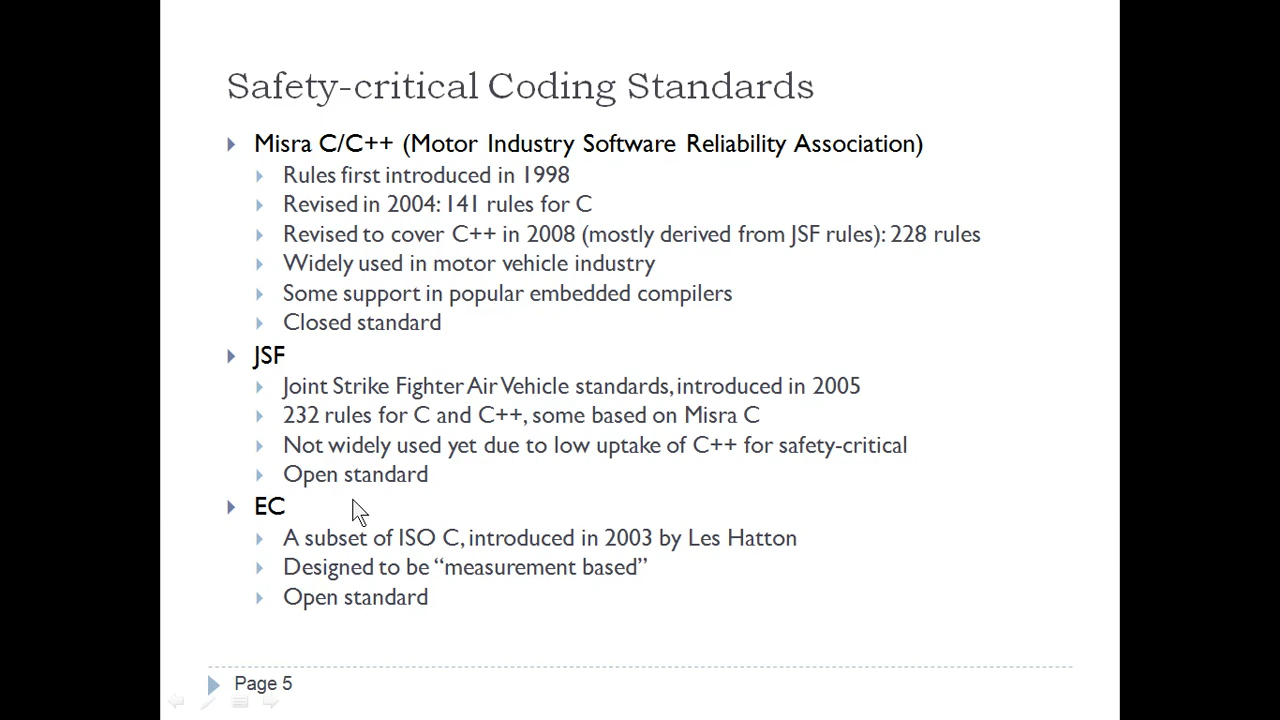 Safety-critical Coding Standards
Misra C/C++ (Motor Industry Software Reliability Association)
Rules first introduced in 1998
Revised in 2004: 141 rules for C
Revised to cover C++ in 2008 (mostly derived from JSF rules): 228 rules
Widely used in motor vehicle industry
Some support in popular embedded compilers
Closed standard
JSF
Joint Strike Fighter Air Vehicle standards, introduced in 2005
232 rules for C and C++, some based on Misra C
Not widely used yet due to low uptake of C++ for safety-critical
Open standard
EC
A subset of ISO C, introduced in 2003 by Les Hatton
Designed to be “measurement based”
Open standard
Page 5